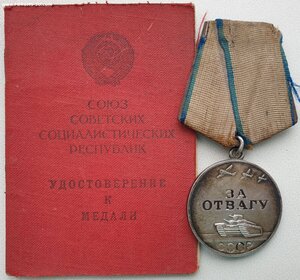 СОЮЗ
СОВЕТСКИХ
СОЦИАЛИСТИЧЕСКИХ
РЕСПУБЛИК
УДОСТОВЕРЕНИЕ
К
МЕДАЛИ
ЗА
ОТВАГУ
СССР